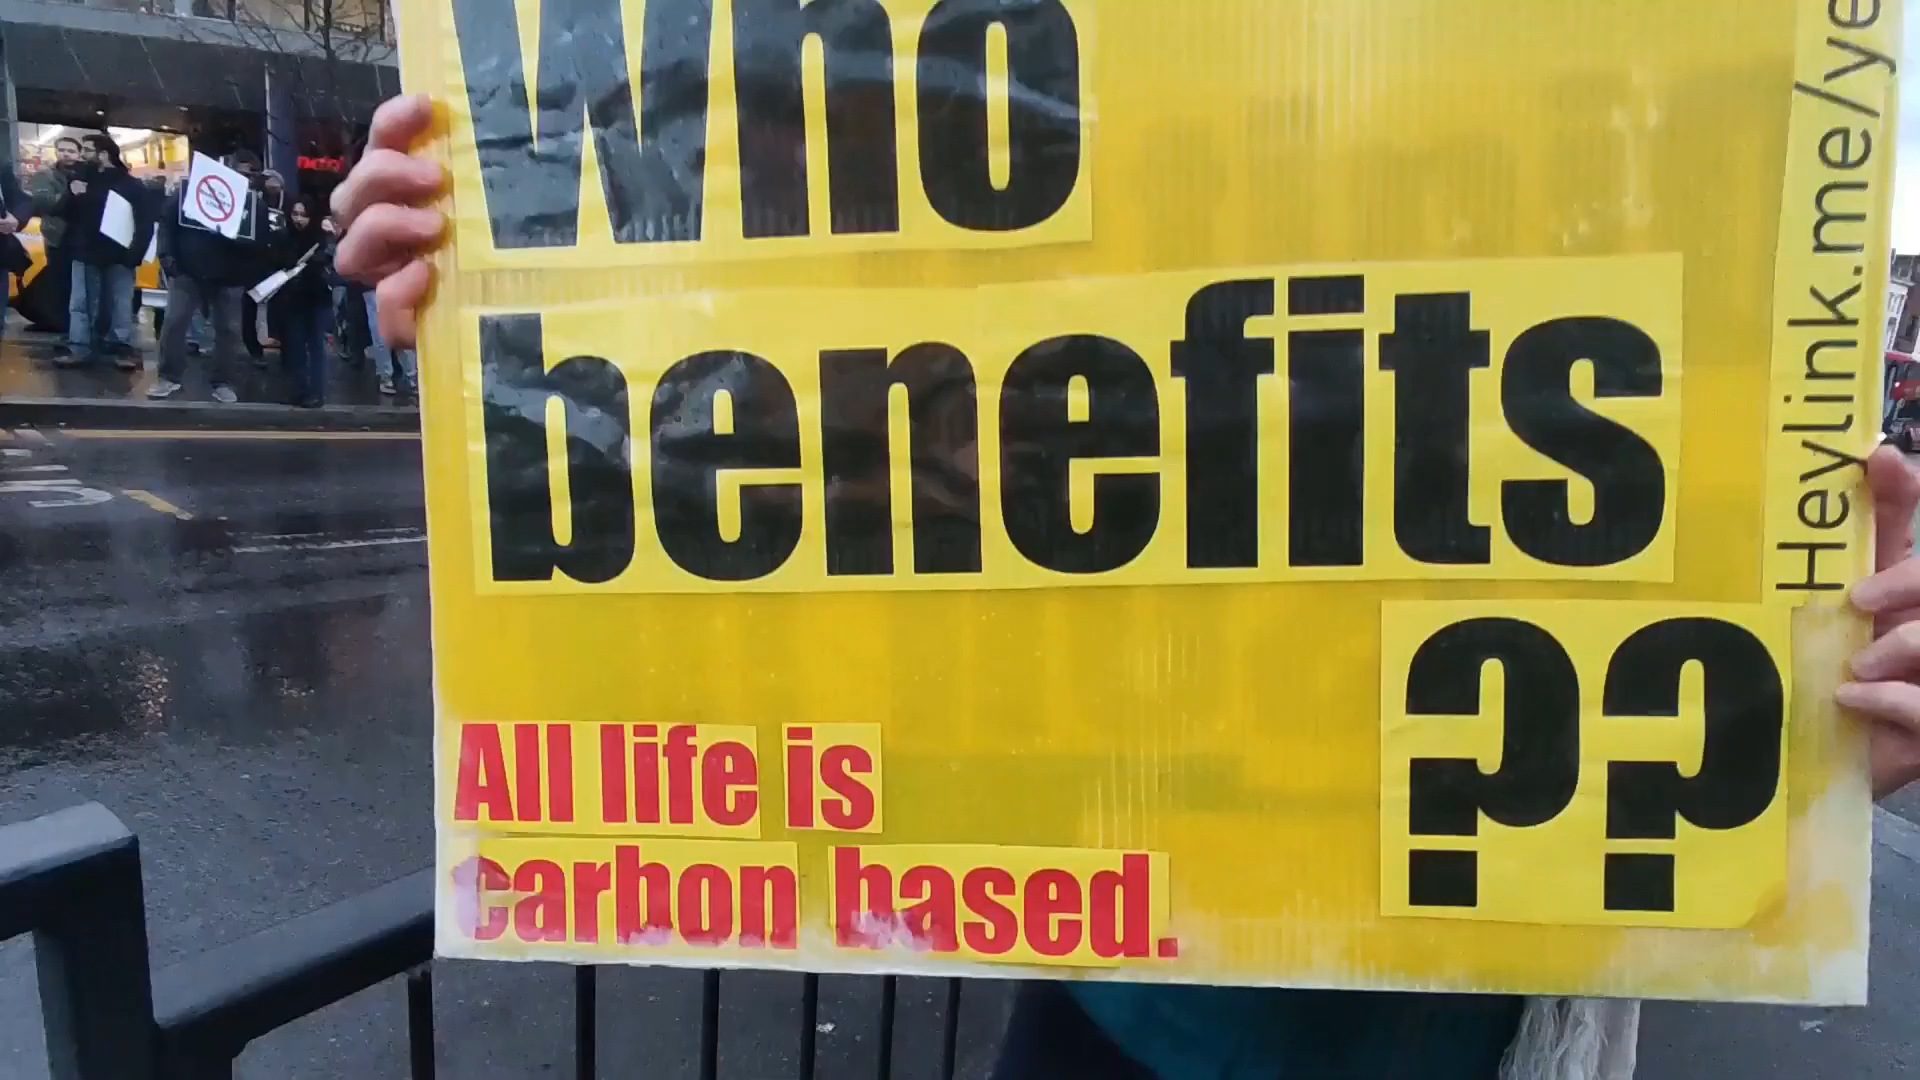 Who
benefits
??
All life is
carbon based.
Heylink.me/ye